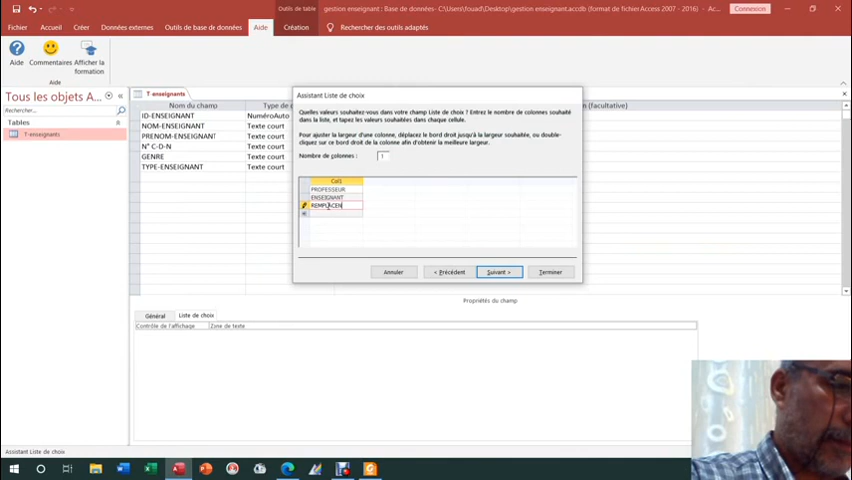 Outils de table
gestion enseignant : Base de données- C:\Users\fouad\Desktop\gestion enseignant.accdb (format de fichier Access 2007 - 2016) - Ac...
Connexion
Fichier
Accueil
Créer
Données externes
Outils de base de données
Aide
Création
Rechercher des outils adaptés
Aide
Commentaires
Afficher la
formation
Aide
Tous les objets A...
Rechercher...
Tables
T-enseignants
T enseignants
Nom du champ
Type de
(facultative)
ID-ENSEIGNANT
NuméroAuto
NOM-ENSEIGNANT
Texte court
PRENOM-ENSEIGNANT
Texte court
N° C-D-N
Texte court
GENRE
Texte court
TYPE-ENSEIGNANT
Texte court
Assistant Liste de choix
Quelles valeurs souhaitez-vous dans votre champ Liste de choix ? Entrez le nombre de colonnes souhaité
dans la liste, et tapez les valeurs souhaitées dans chaque cellule.
Pour ajuster la largeur d'une colonne, déplacez le bord droit jusqu'à la largeur souhaitée, ou double-
cliquez sur ce bord droit de la colonne afin d'obtenir la meilleure largeur.
Nombre de colonnes :
1
Col1
PROFESSEUR
ENSEIGNANT
REMPLACEN
Annuler
< Précédent
Suivant >
Terminer
Propriétés du champ
Général
Liste de choix
Contrôle de l'affichage
Zone de texte
Assistant Liste de choix